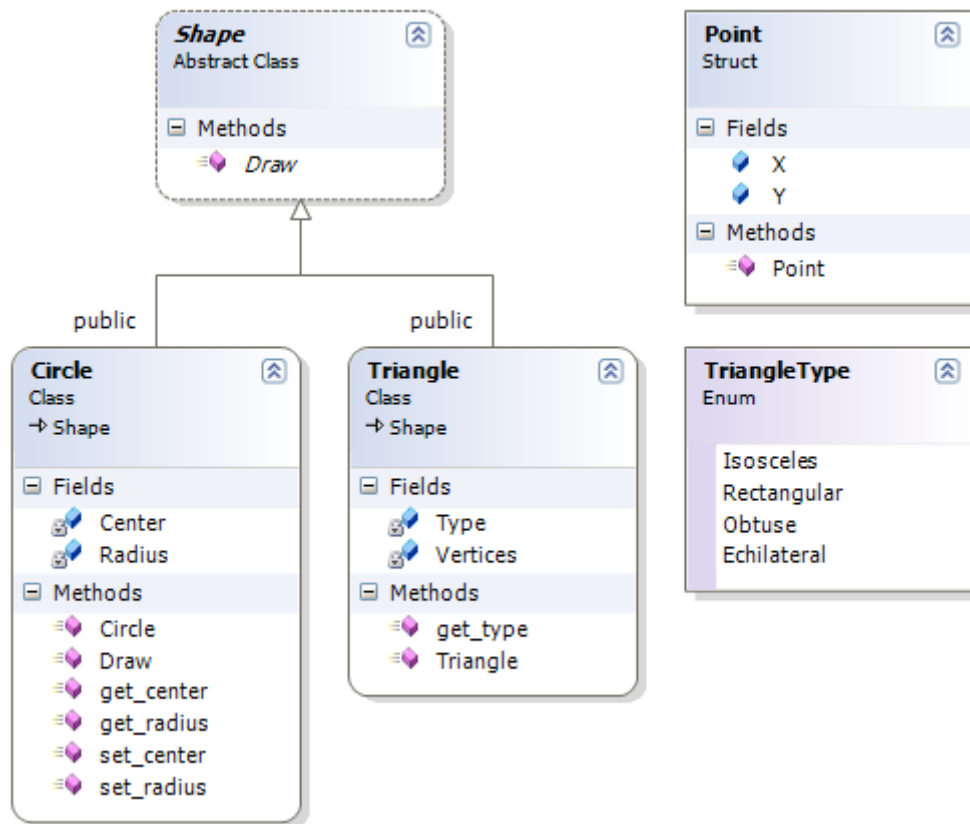 Shape
Abstract Class
Methods
Draw
Point
Struct
Fields
X
Y
Methods
Point
public
public
Circle
Class
Shape
Fields
Center
Radius
Methods
Circle
Draw
get_center
get_radius
set_center
set_radius
Triangle
Class
Shape
Fields
Type
Vertices
Methods
get_type
Triangle
TriangleType
Enum
Isosceles
Rectangular
Obtuse
Echilateral